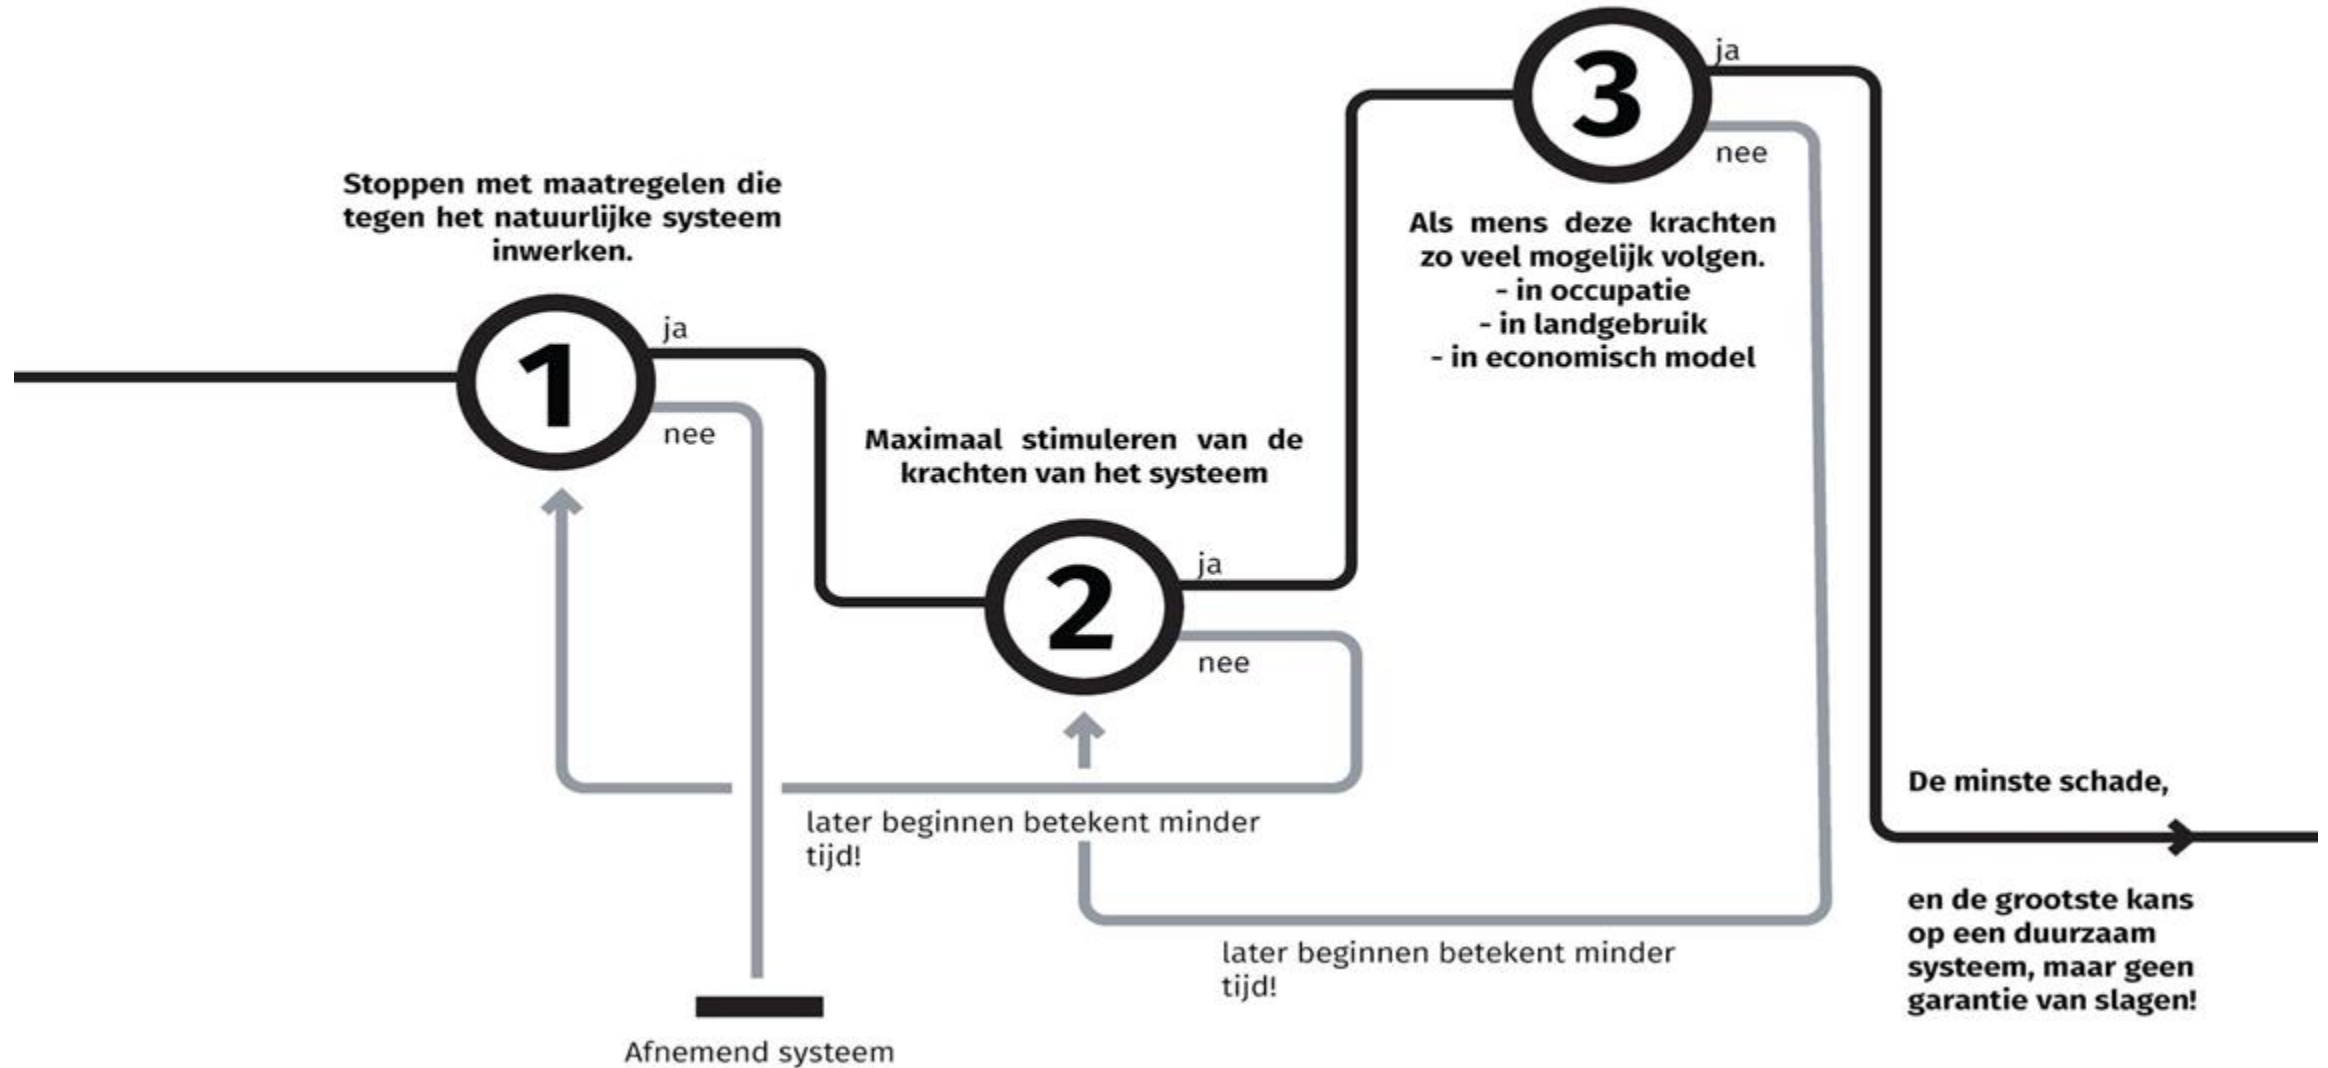 Stoppen met maatregelen die
tegen het natuurlijke systeem
inwerken.
1
ja
nee
Maximaal stimuleren van de
krachten van het systeem
2
ja
nee
3
ja
nee
Als mens deze krachten
zo veel mogelijk volgen.
- in occupatie
- in landgebruik
- in economisch model
later beginnen betekent minder
tijd!
later beginnen betekent minder
tijd!
Afnemend systeem
De minste schade,
en de grootste kans
op een duurzaam
systeem, maar geen
garantie van slagen!